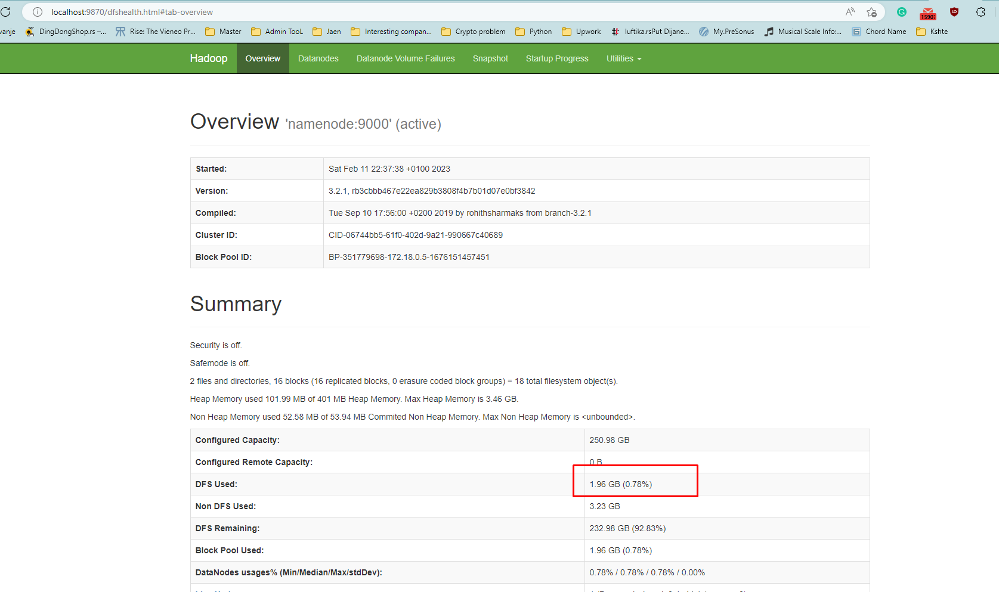 localhost:9870/dfshealth.html#tab-overview
15907
vanje DingDongShop.rs –... Rise: The Vieneo Pr... Master Admin TooL Jaen Interesting compan... Crypto problem Python Upwork luftika.rsPut Dijane... My.PreSonus Musical Scale Info:... Chord Name Kshte
Hadoop Overview Datanodes Datanode Volume Failures Snapshot Startup Progress Utilities
Overview 'namenode:9000' (active)
Started: Sat Feb 11 22:37:38 +0100 2023
Version: 3.2.1, rb3cbbb467e22ea829b3808f4b7b01d07e0bf3842
Compiled: Tue Sep 10 17:56:00 +0200 2019 by rohithsharmaks from branch-3.2.1
Cluster ID: CID-06744bb5-61f0-402d-9a21-990667c40689
Block Pool ID: BP-351779698-172.18.0.5-1676151457451
Summary
Security is off.
Safemode is off.
2 files and directories, 16 blocks (16 replicated blocks, 0 erasure coded block groups) = 18 total filesystem object(s).
Heap Memory used 101.99 MB of 401 MB Heap Memory. Max Heap Memory is 3.46 GB.
Non Heap Memory used 52.58 MB of 53.94 MB Commited Non Heap Memory. Max Non Heap Memory is <unbounded>.
Configured Capacity: 250.98 GB
Configured Remote Capacity: 0 B
DFS Used: 1.96 GB (0.78%)
Non DFS Used: 3.23 GB
DFS Remaining: 232.98 GB (92.83%)
Block Pool Used: 1.96 GB (0.78%)
DataNodes usages% (Min/Median/Max/stdDev): 0.78% / 0.78% / 0.78% / 0.00%